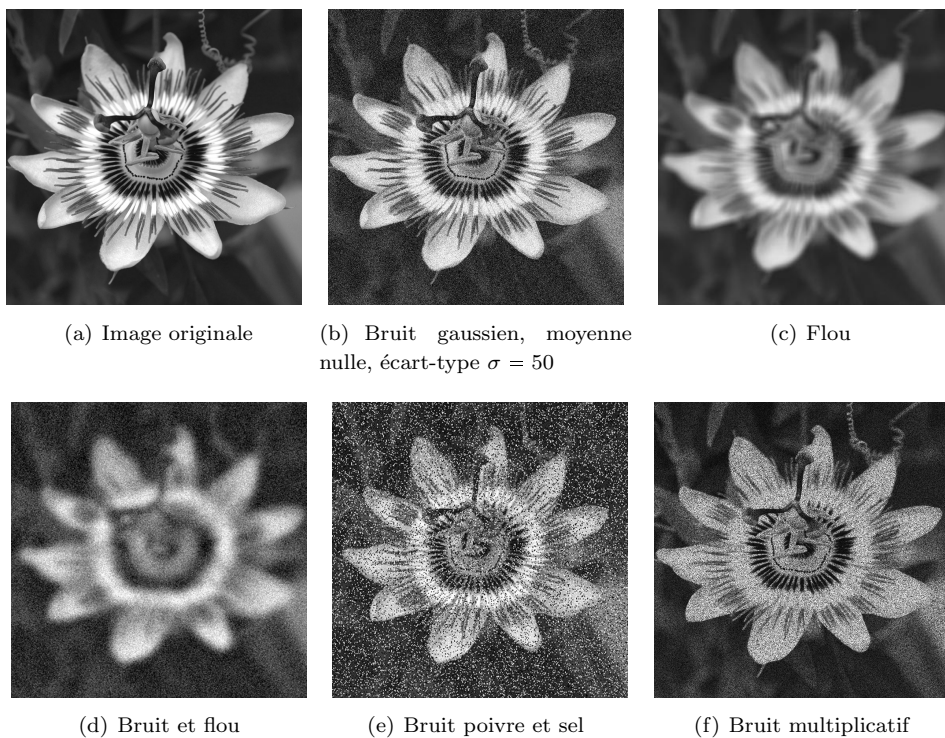 (a) Image originale
(b) Bruit gaussien, moyenne
nulle, écart-type σ = 50
(c) Flou
(d) Bruit et flou
(e) Bruit poivre et sel
(f) Bruit multiplicatif